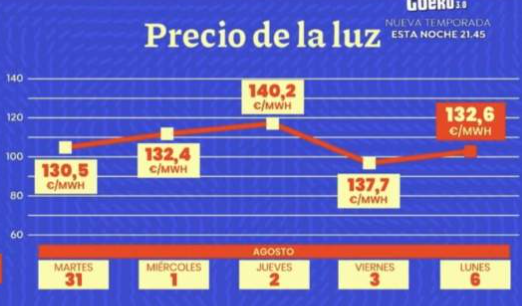 NUEVA TEMPORADA
Precio de la luz
ESTA NOCHE 21.45
140
140,2
€/MWH
120
132,6
€/MWH
132,4
€/MWH
100
130,5
€/MWH
137,7
€/MWH
80
60
AGOSTO
MARTES
31
MIÉRCOLES
1
JUEVES
2
VIERNES
3
LUNES
6